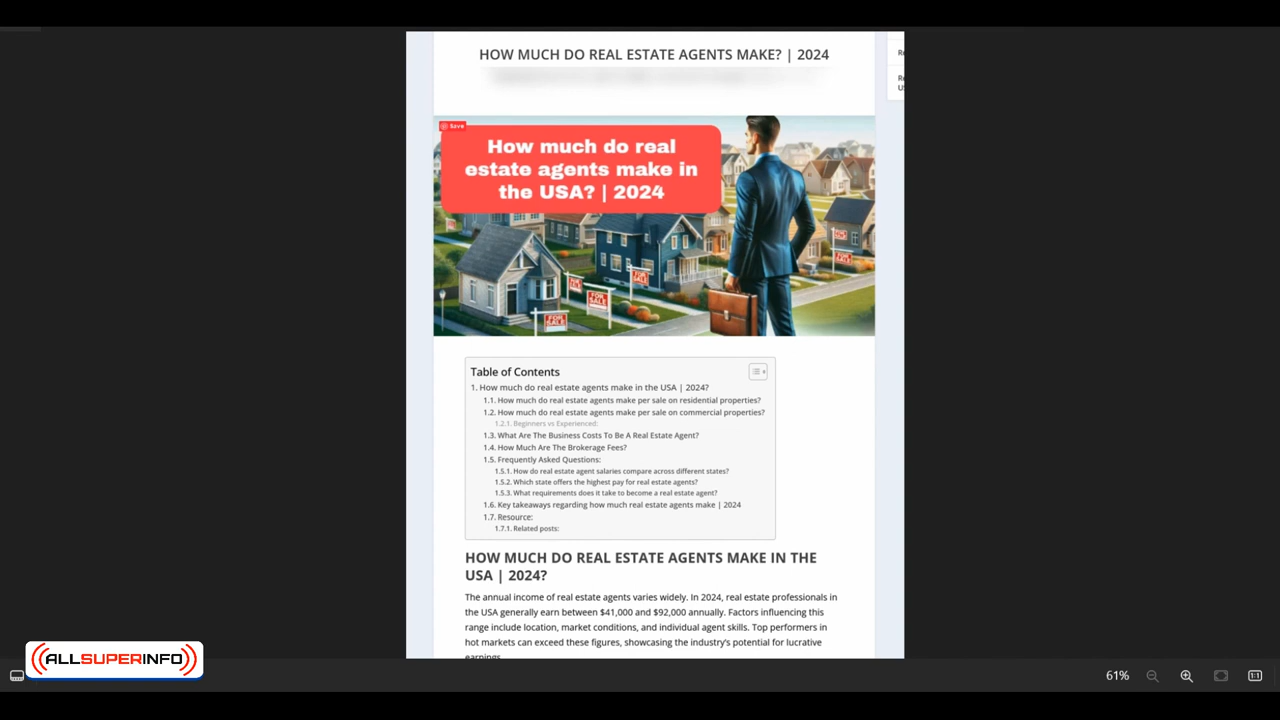 HOW MUCH DO REAL ESTATE AGENTS MAKE? | 2024
Save
How much do real
estate agents make in
the USA? | 2024
FOR SALE
FOR SALE
FOR SALE
Table of Contents
1. How much do real estate agents make in the USA | 2024?
1.1. How much do real estate agents make per sale on residential properties?
1.2. How much do real estate agents make per sale on commercial properties?
1.2.1. Beginners vs Experienced:
1.3. What Are The Business Costs To Be A Real Estate Agent?
1.4. How Much Are The Brokerage Fees?
1.5. Frequently Asked Questions:
1.5.1. How do real estate agent salaries compare across different states?
1.5.2. Which state offers the highest pay for real estate agents?
1.5.3. What requirements does it take to become a real estate agent?
1.6. Key takeaways regarding how much real estate agents make | 2024
1.7. Resource:
1.7.1. Related posts:
HOW MUCH DO REAL ESTATE AGENTS MAKE IN THE
USA | 2024?
The annual income of real estate agents varies widely. In 2024, real estate professionals in
the USA generally earn between $41,000 and $92,000 annually. Factors influencing this
range include location, market conditions, and individual agent skills. Top performers in
hot markets can exceed these figures, showcasing the industry's potential for lucrative
earnings.
ALLSUPERINFO
61%
1:1